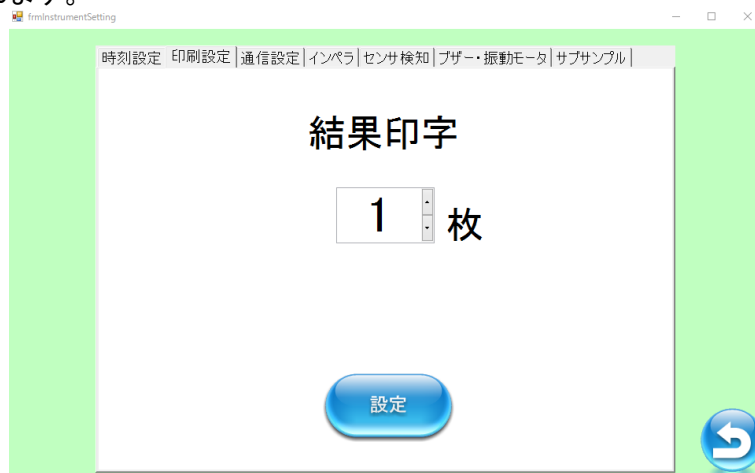 ます。
frmInstrumentSetting
時刻設定 印刷設定 通信設定 インペラ センサ検知 ブザー・振動モータ サブサンプル
結果印字
1 枚
設定